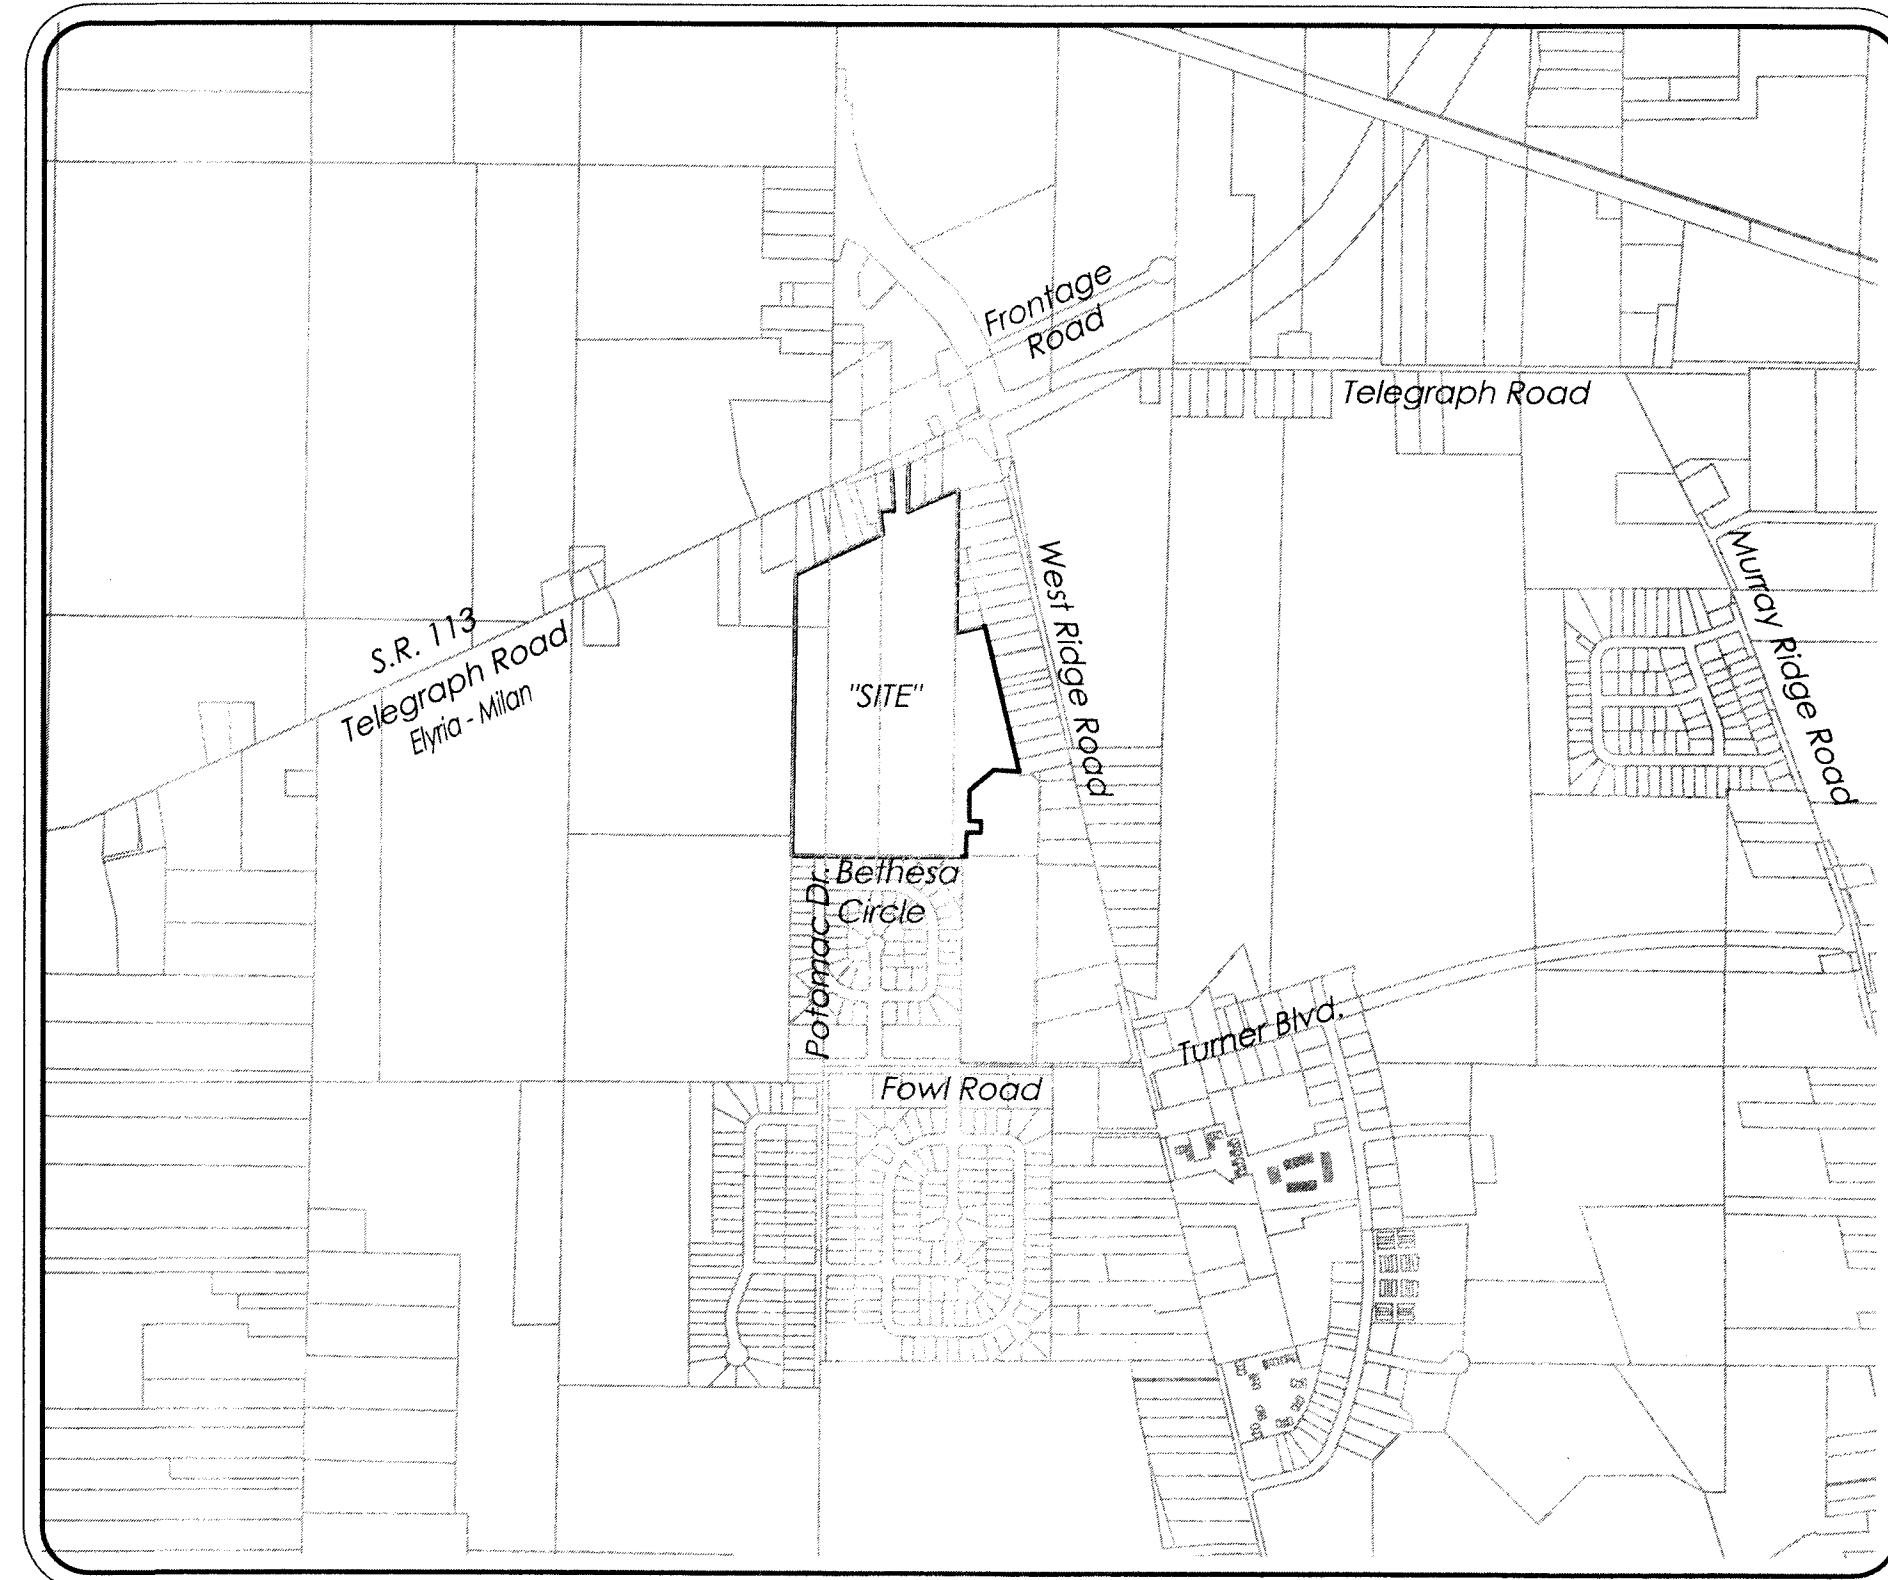 Frontage
Road
Telegraph Road
West Ridge Road
Murray Ridge Road
S.R. 113
Telegraph Road
Elyria - Milan
"SITE"
Bethesa
Circle
Potomac Dr.
Turner Blvd.
Fowl Road